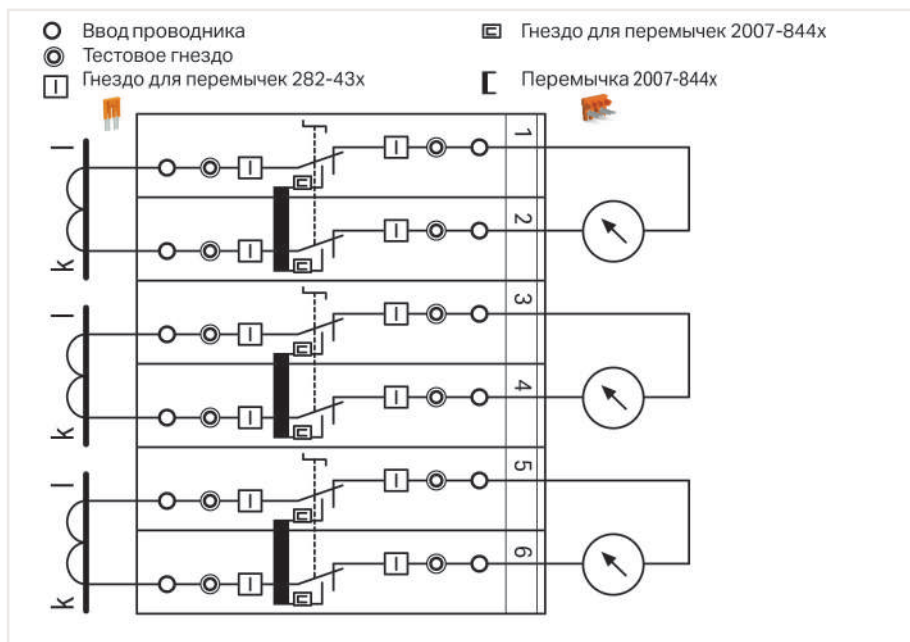 Ввод проводника
Тестовое гнездо
Гнездо для перемычек 282-43x
Гнездо для перемычек 2007-844x
Перемычка 2007-844x
l
1
2
k
l
3
4
k
l
5
6
k